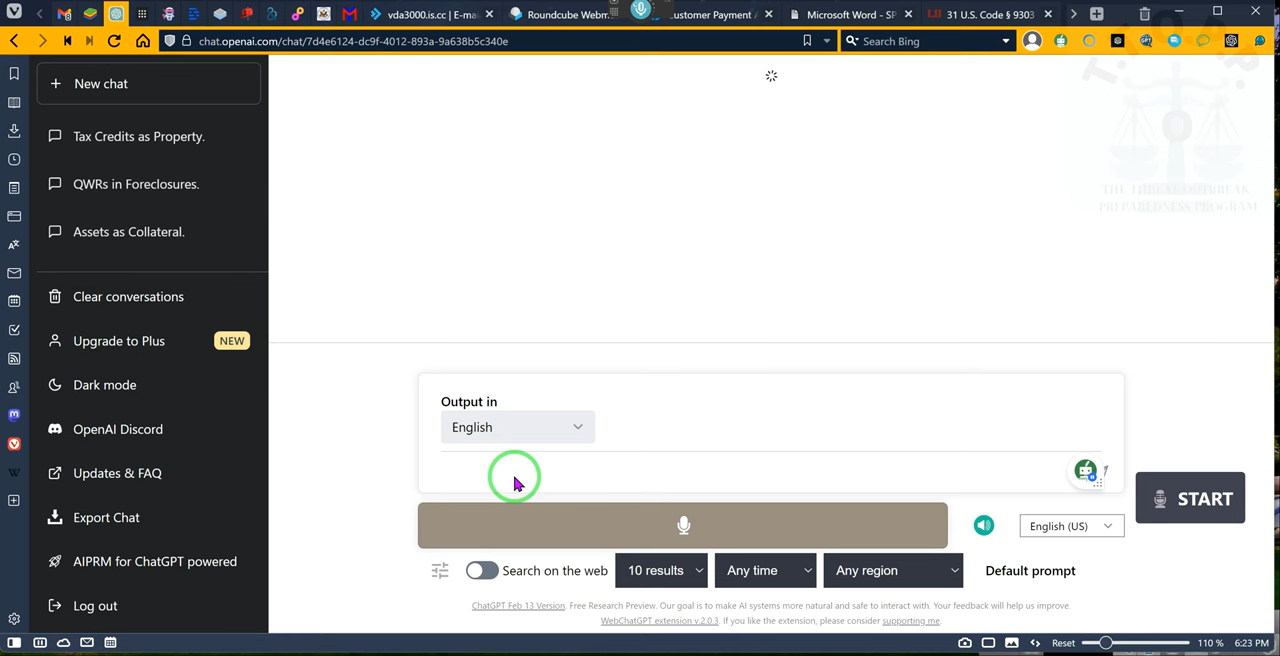 vda3000.is.cc | E-ma
Roundcube Webm
ustomer Payment
Microsoft Word - SP
31 U.S. Code § 9303
chat.openai.com/chat/7d4e6124-dc9f-4012-893a-9a638b5c340e
Search Bing
T.H.O.R.P.
New chat
Tax Credits as Property.
THE THREAT OUTBREAK
PREPAREDNESS PROGRAM
QWRs in Foreclosures.
Assets as Collateral.
Clear conversations
Upgrade to Plus NEW
Dark mode
OpenAI Discord
Updates & FAQ
Export Chat
AIPRM for ChatGPT powered
Log out
Output in
English
START
English (US)
Search on the web 10 results Any time Any region Default prompt
ChatGPT Feb 13 Version. Free Research Preview. Our goal is to make AI systems more natural and safe to interact with. Your feedback will help us improve.
WebChatGPT extension v.2.0.3. If you like the extension, please consider supporting me.
Reset 110 % 6:23 PM